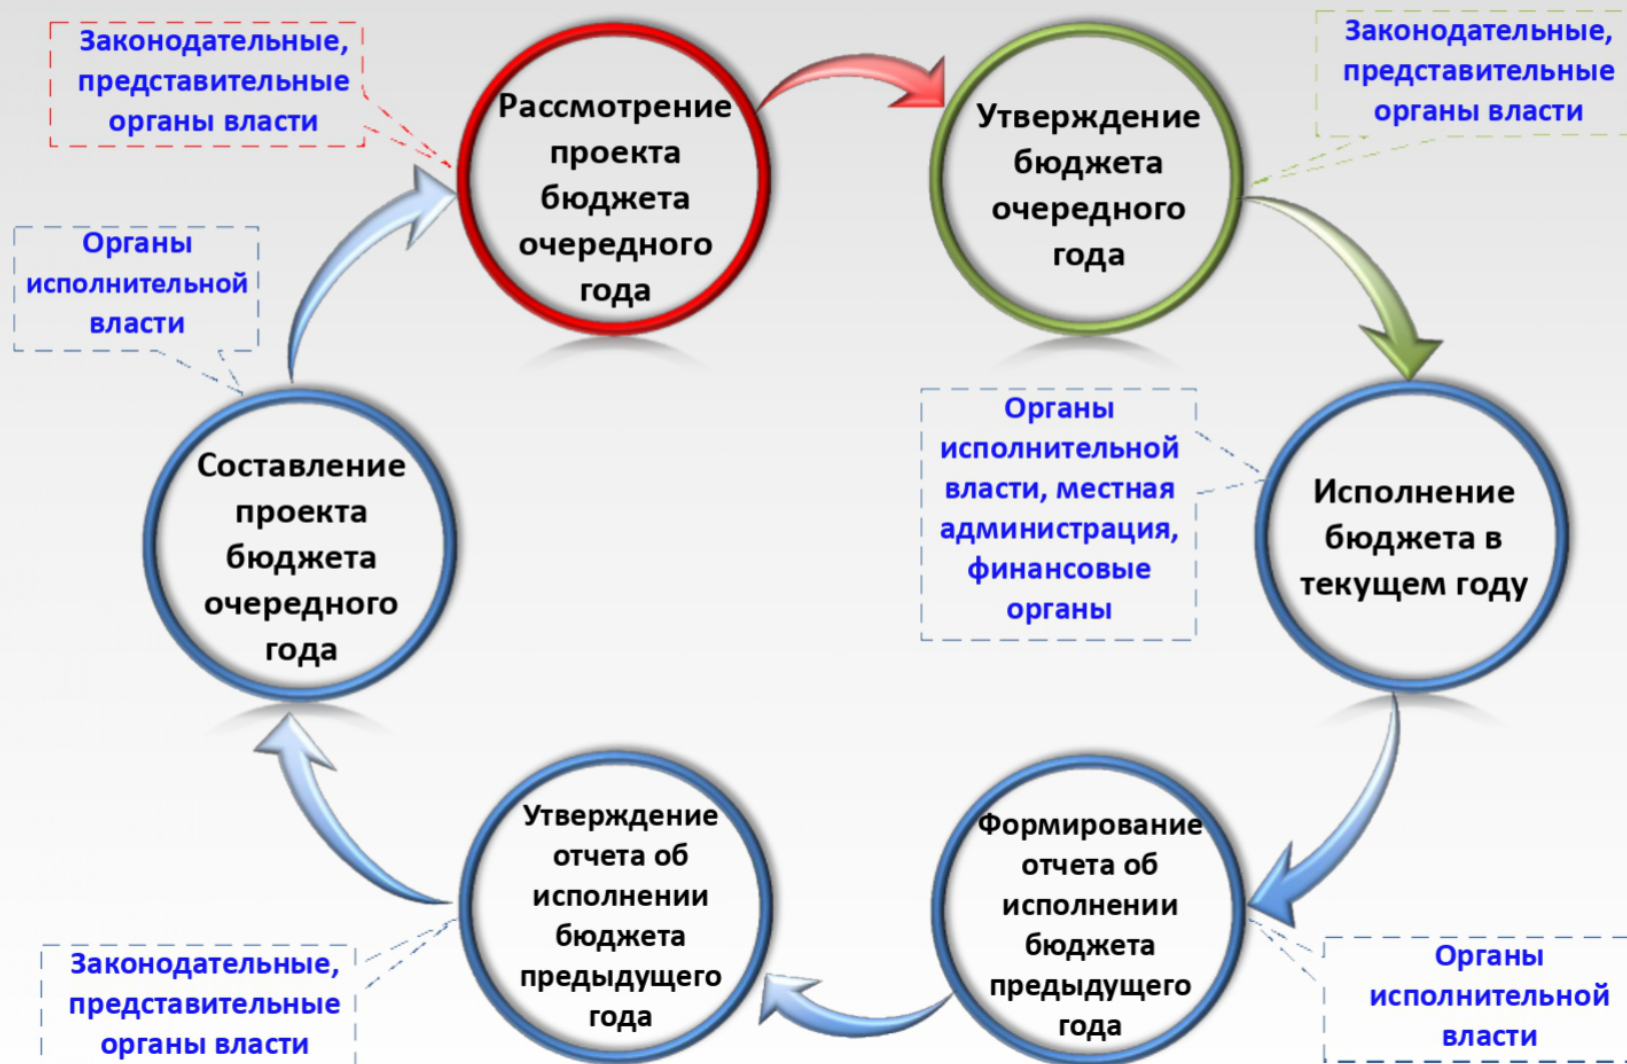 Законодательные,
представительные
органы власти
Рассмотрение
проекта
бюджета
очередного
года
Утверждение
бюджета
очередного
года
Законодательные,
представительные
органы власти
Органы
исполнительной
власти
Составление
проекта
бюджета
очередного
года
Органы
исполнительной
власти, местная
администрация,
финансовые
органы
Исполнение
бюджета в
текущем году
Законодательные,
представительные
органы власти
Утверждение
отчета об
исполнении
бюджета
предыдущего
года
Формирование
отчета об
исполнении
бюджета
предыдущего
года
Органы
исполнительной
власти